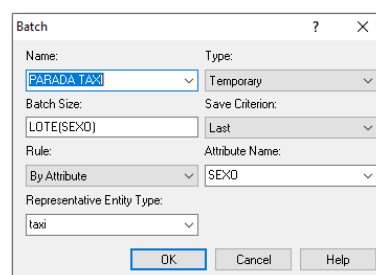 Batch ? X
Name: Type:
PARADA TAXI Temporary
Batch Size: Save Criterion:
LOTE(SEXO) Last
Rule: Attribute Name:
By Attribute SEXO
Representative Entity Type:
taxi
OK Cancel Help